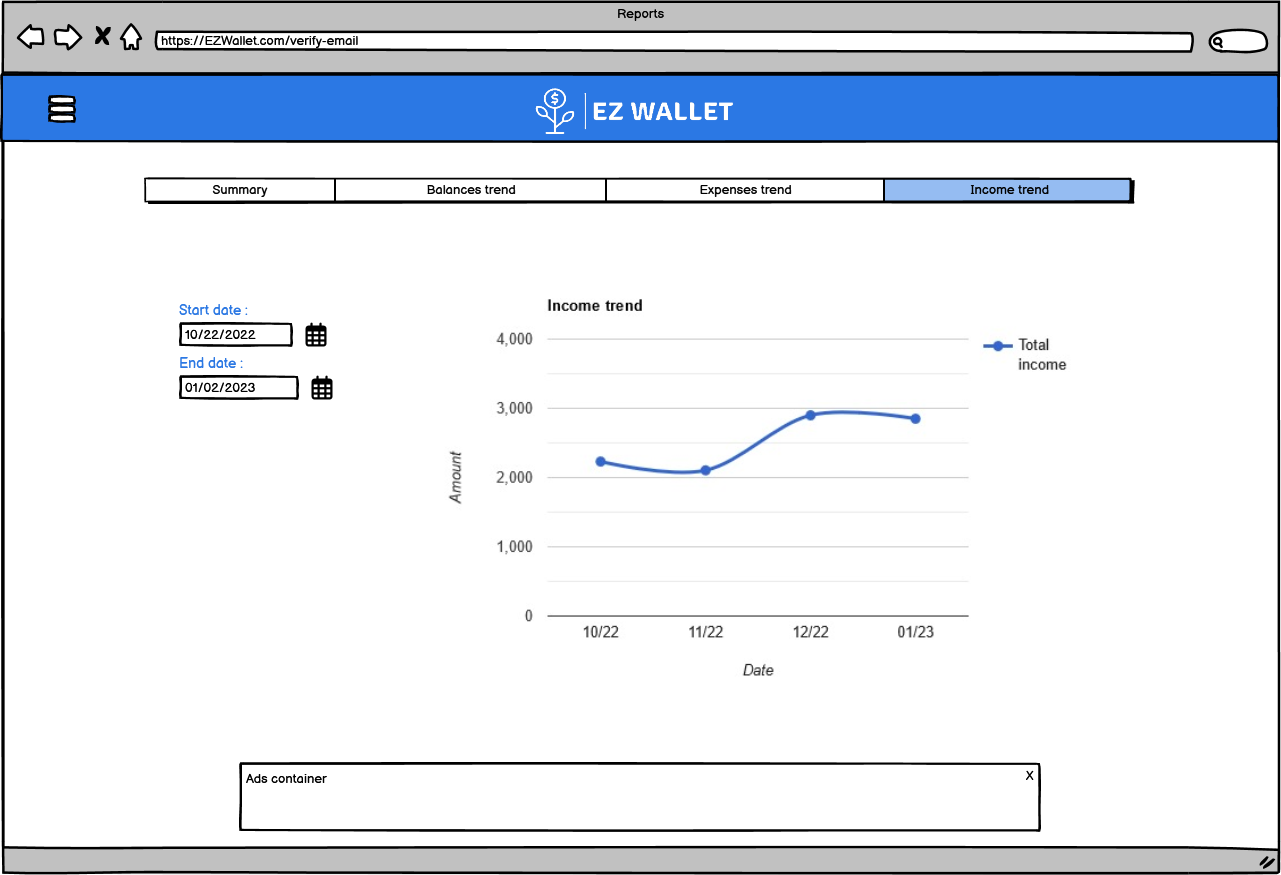 Reports
https://EZWallet.com/verify-email
EZ WALLET
Summary
Balances trend
Expenses trend
Income trend
Start date :
10/22/2022
End date :
01/02/2023
Income trend
4,000
3,000
2,000
1,000
0
Amount
10/22
11/22
12/22
01/23
Date
Total
income
Ads container
X